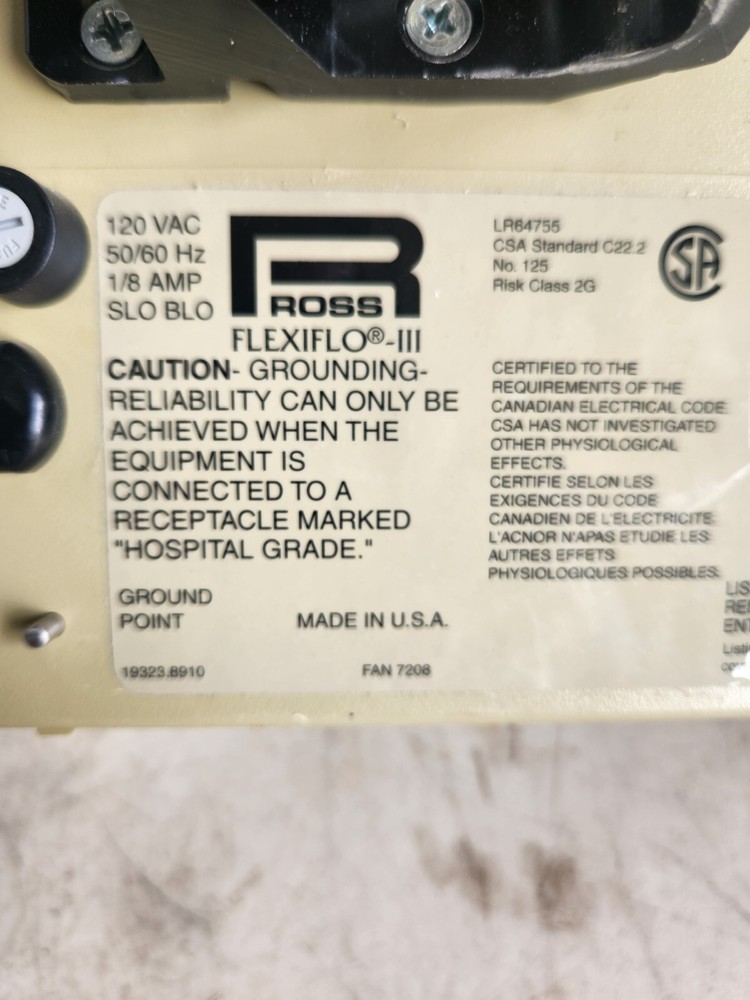 120 VAC
50/60 Hz
1/8 AMP
SLO BLO
ROSS
FLEXIFLO®-III
CAUTION- GROUNDING-
RELIABILITY CAN ONLY BE
ACHIEVED WHEN THE
EQUIPMENT IS
CONNECTED TO A
RECEPTACLE MARKED
"HOSPITAL GRADE."
GROUND
POINT
MADE IN U.S.A.
19323.8910
FAN 7208
LR64755
CSA Standard C22.2
No. 125
Risk Class 2G
SA
CERTIFIED TO THE
REQUIREMENTS OF THE
CANADIAN ELECTRICAL CODE
CSA HAS NOT INVESTIGATED
OTHER PHYSIOLOGICAL
EFFECTS.
CERTIFIE SELON LES
EXIGENCES DU CODE
CANADIEN DE L'ELECTRICITE
L'ACNOR N'APAS ETUDIE LES
AUTRES EFFETS
PHYSIOLOGIQUES POSSIBLES.